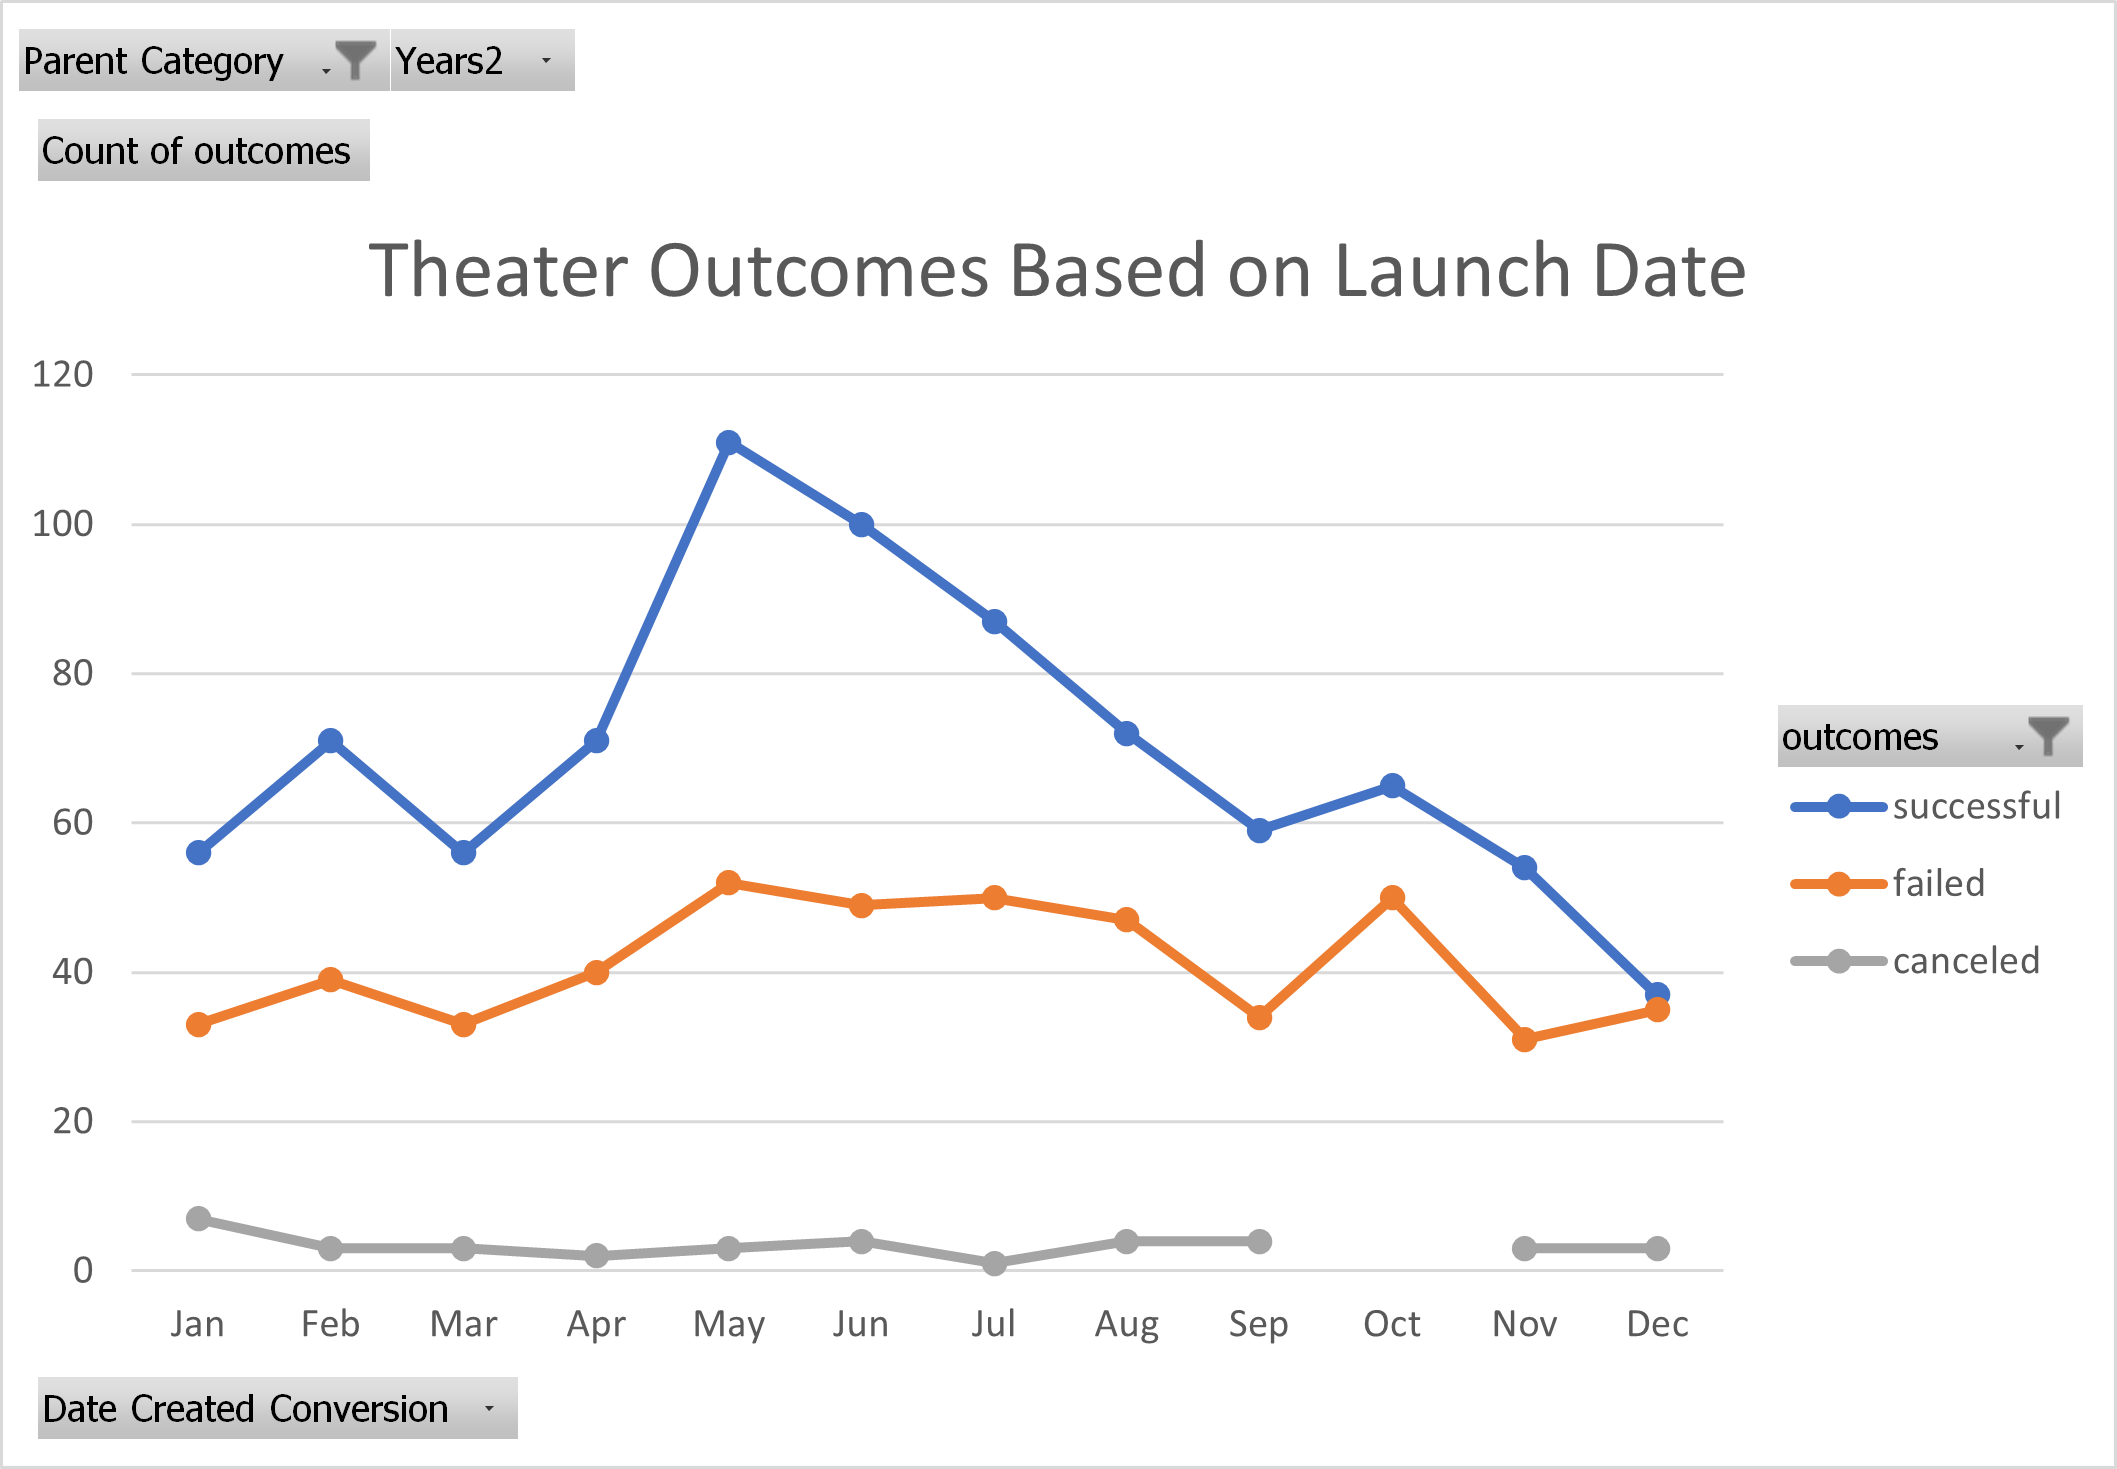 Parent Category Years2
Count of outcomes
Theater Outcomes Based on Launch Date
120
100
80
60
40
20
0
Jan Feb Mar Apr May Jun Jul Aug Sep Oct Nov Dec
outcomes
successful
failed
canceled
Date Created Conversion